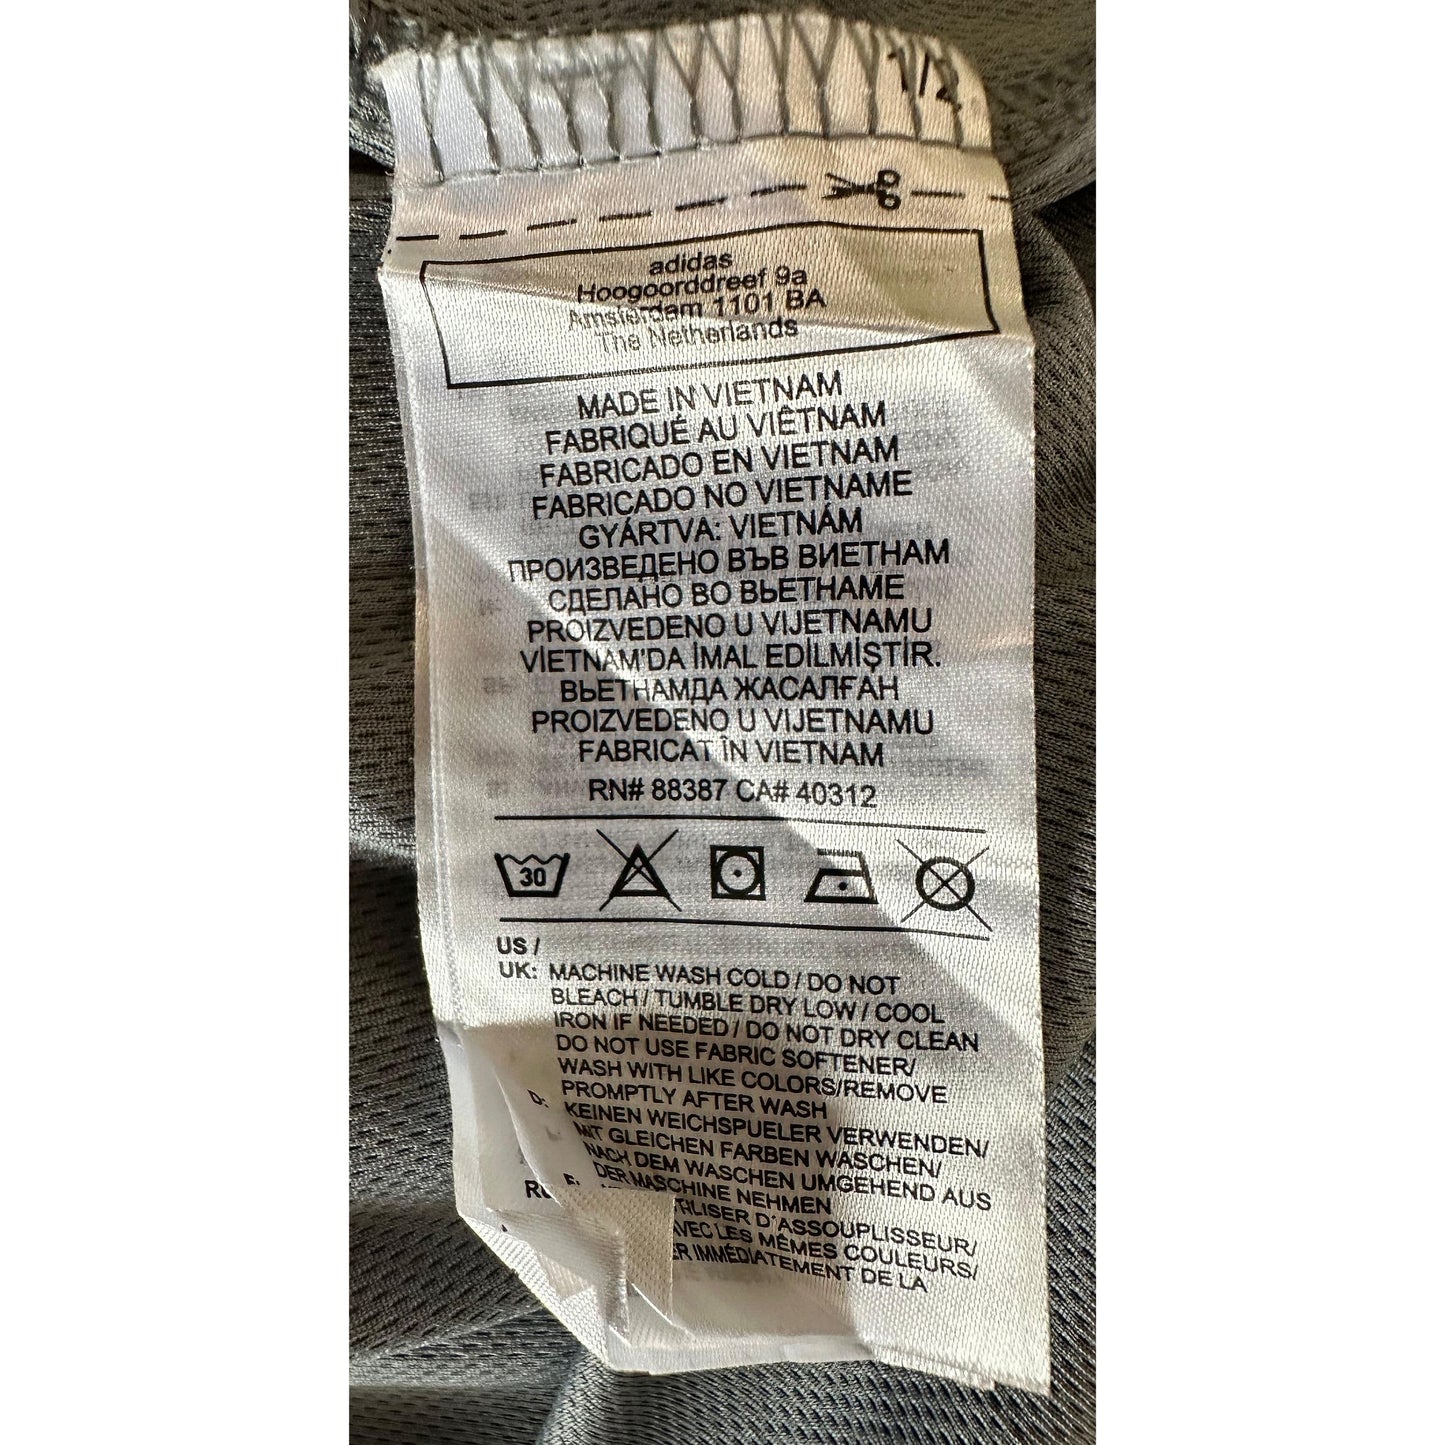 1/2
adidas
Hoogoorddreef 9a
Amsterdam 1101 BA
The Netherlands
MADE IN VIETNAM
FABRIQUÉ AU VIÊTNAM
FABRICADO EN VIETNAM
FABRICADO NO VIETNAME
GYÁRTVA: VIETNÁM
ПРОИЗВЕДЕНО ВЪВ ВИЕТНАМ
СДЕЛАНО ВО ВЬЕТНАМЕ
PROIZVEDENO U VIJETNAMU
VİETNAM'DA İMAL EDİLMİŞTİR.
ВЬЕТНАМДА ЖАСАЛҒАН
PROIZVEDENO U VIJETNAMU
FABRICAT ÎN VIETNAM
RN# 88387 CA# 40312
30
US /
UK: MACHINE WASH COLD / DO NOT
BLEACH / TUMBLE DRY LOW / COOL
IRON IF NEEDED / DO NOT DRY CLEAN
DO NOT USE FABRIC SOFTENER/
WASH WITH LIKE COLORS/REMOVE
PROMPTLY AFTER WASH
D: KEINEN WEICHSPUELER VERWENDEN/
MIT GLEICHEN FARBEN WASCHEN/
NACH DEM WASCHEN UMGEHEND AUS
DER MASCHINE NEHMEN
D'ASSOUPLISSEUR/
AVEC LES MÊMES COULEURS/
IMMÉDIATEMENT DE LA